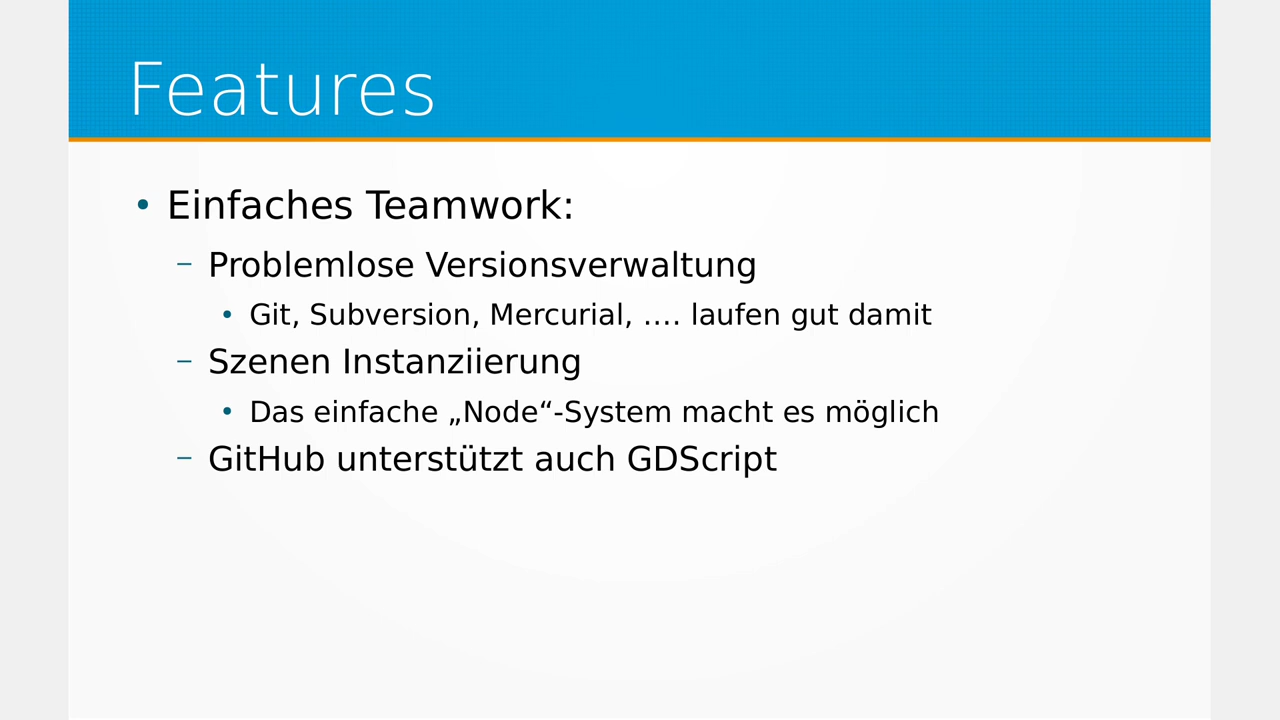 Features
• Einfaches Teamwork:
– Problemlose Versionsverwaltung
• Git, Subversion, Mercurial, .... laufen gut damit
– Szenen Instanziierung
• Das einfache „Node“-System macht es möglich
– GitHub unterstützt auch GDScript